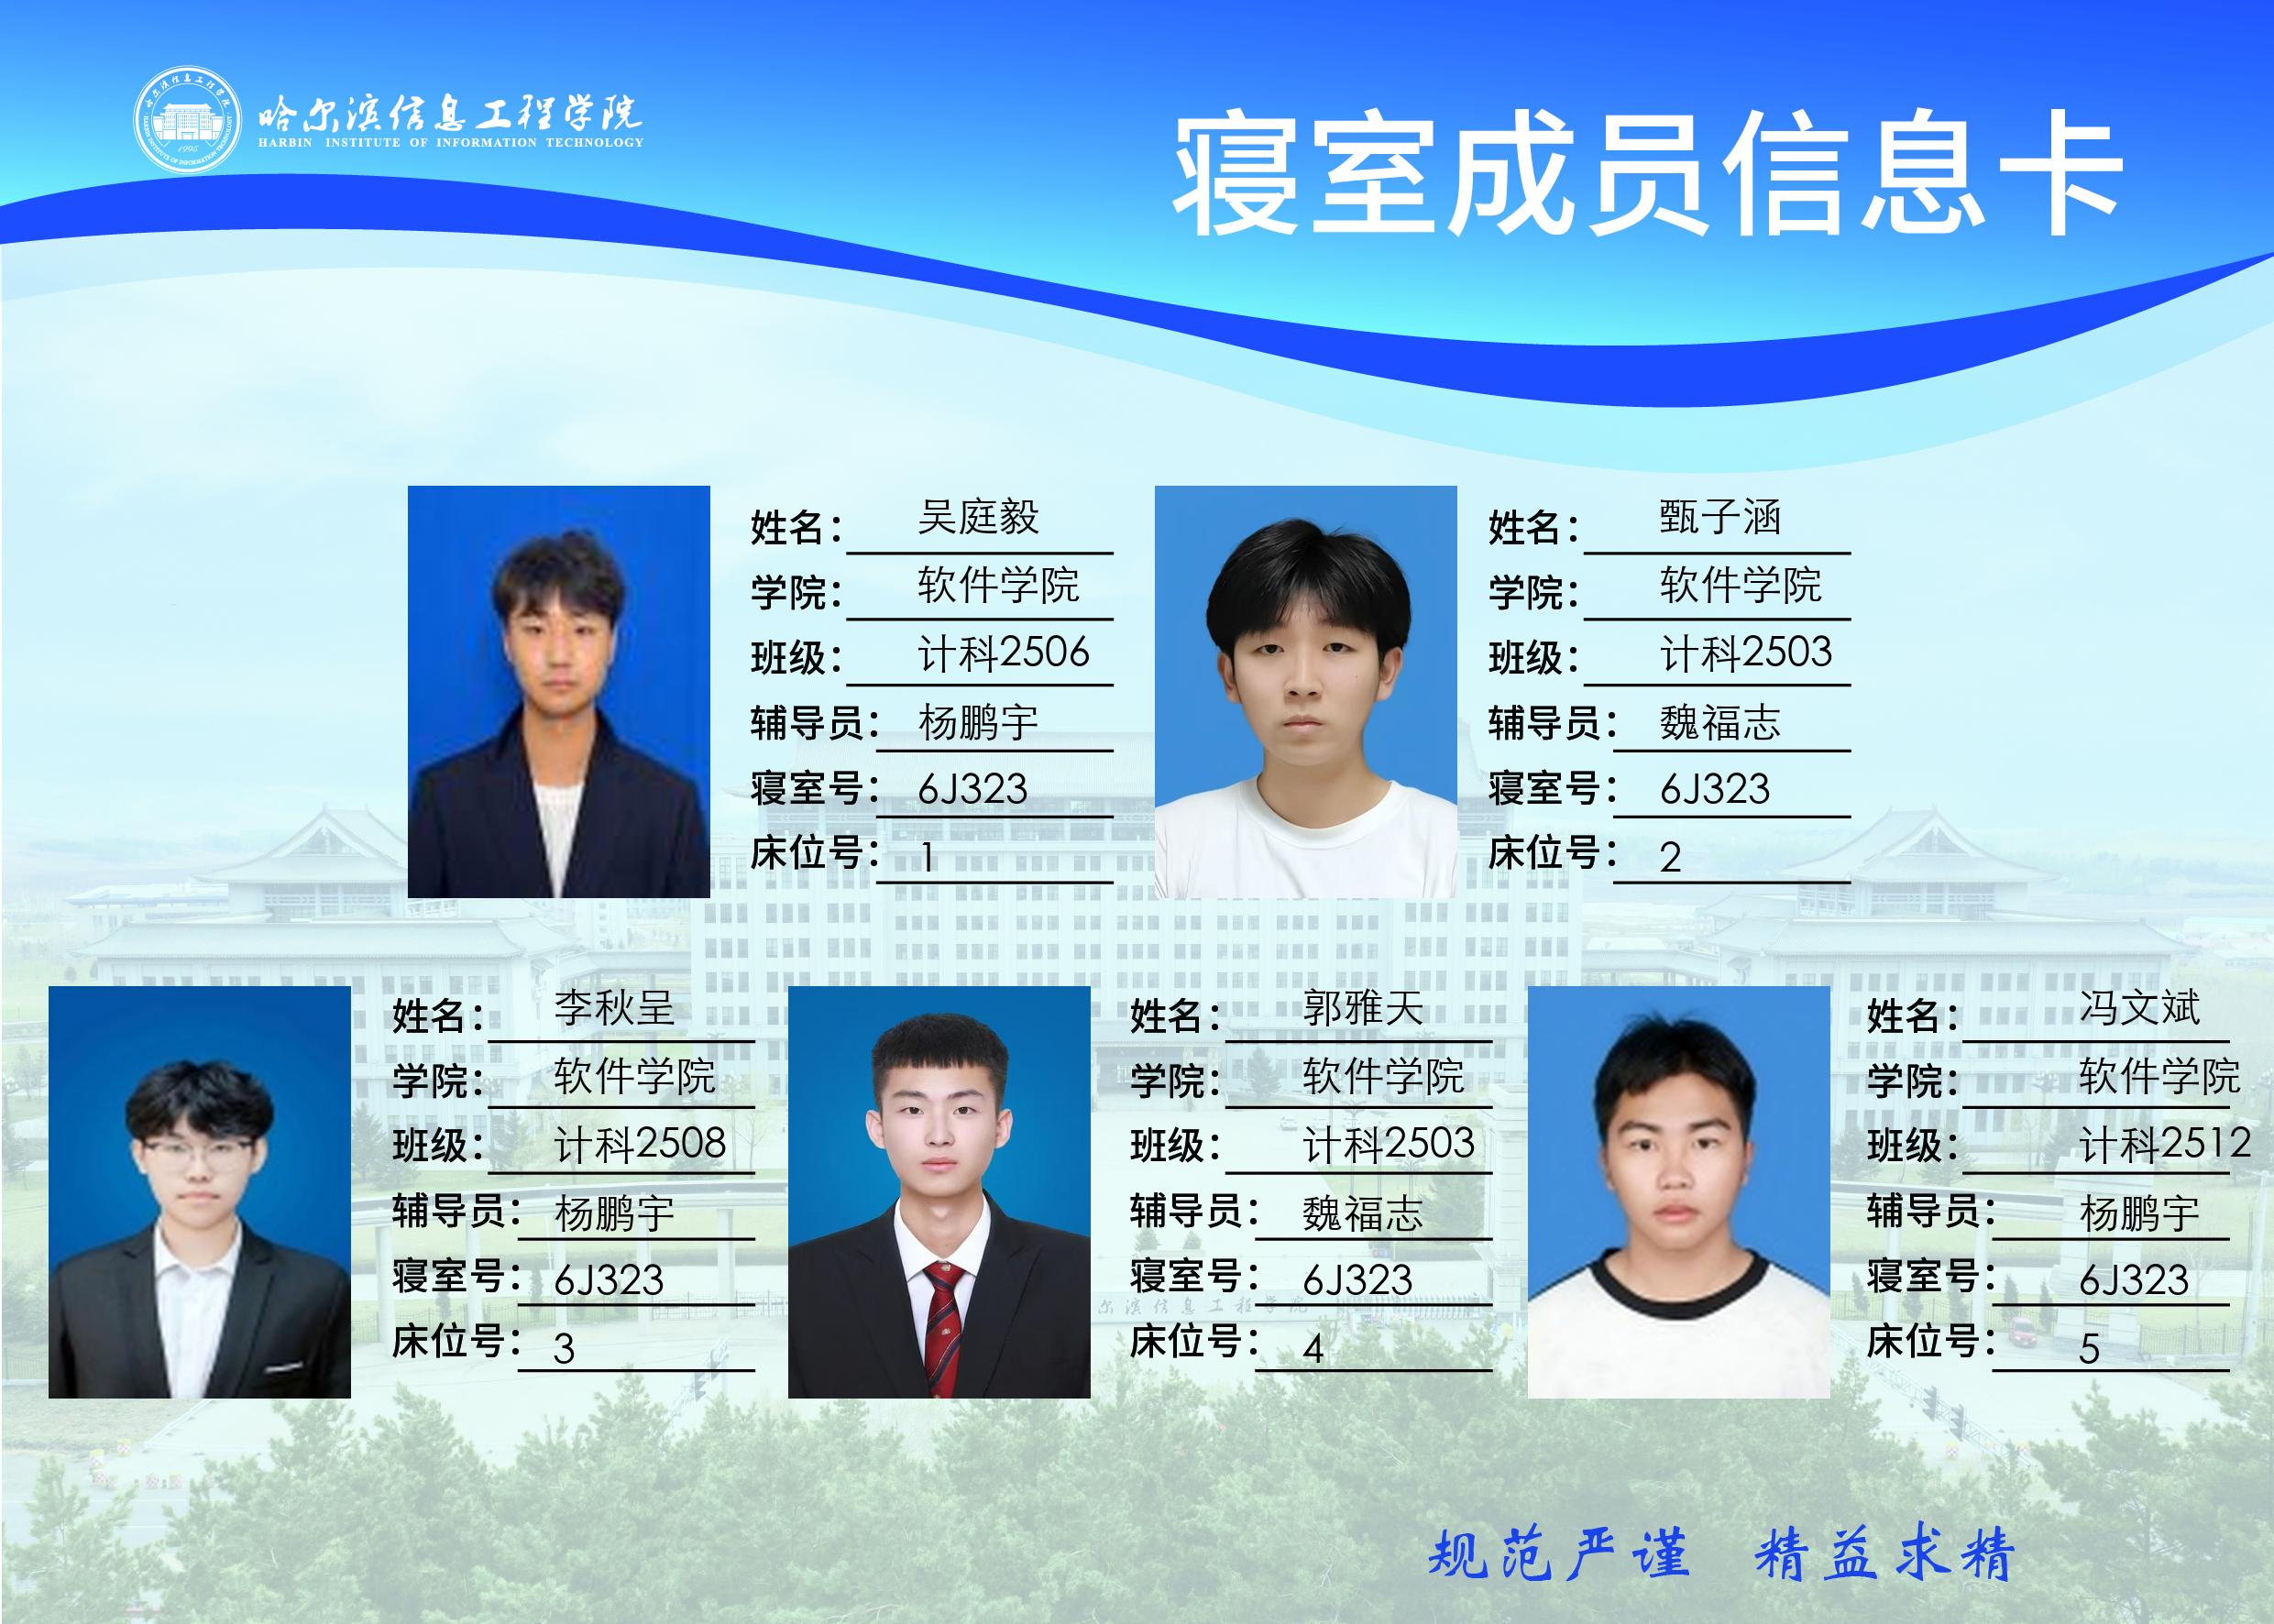 哈尔滨信息工程学院
HARBIN INSTITUTE OF INFORMATION TECHNOLOGY
1995
寝室成员信息卡
姓名： 吴庭毅
学院： 软件学院
班级： 计科2506
辅导员： 杨鹏宇
寝室号： 6J323
床位号： 1
姓名： 甄子涵
学院： 软件学院
班级： 计科2503
辅导员： 魏福志
寝室号： 6J323
床位号： 2
姓名： 李秋呈
学院： 软件学院
班级： 计科2508
辅导员： 杨鹏宇
寝室号： 6J323
床位号： 3
姓名： 郭雅天
学院： 软件学院
班级： 计科2503
辅导员： 魏福志
寝室号： 6J323
床位号： 4
姓名： 冯文斌
学院： 软件学院
班级： 计科2512
辅导员： 杨鹏宇
寝室号： 6J323
床位号： 5
尔滨信息工程学院
规范严谨 精益求精